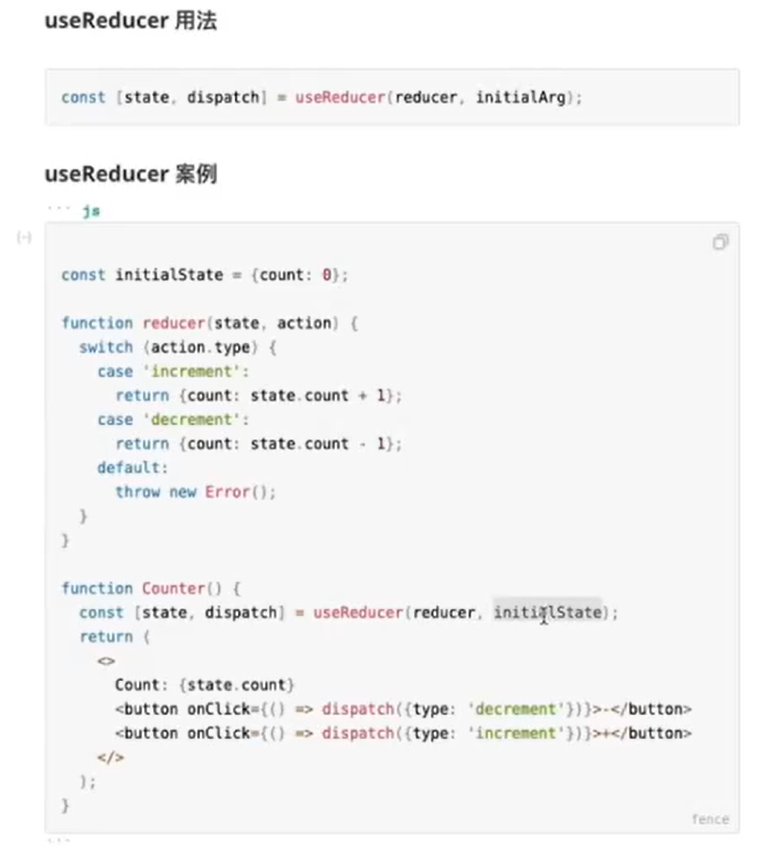 useReducer 用法
const [state, dispatch] = useReducer(reducer, initialArg);
useReducer 案例
``` js
const initialState = {count: 0};
function reducer(state, action) {
  switch (action.type) {
    case 'increment':
      return {count: state.count + 1};
    case 'decrement':
      return {count: state.count - 1};
    default:
      throw new Error();
  }
}
function Counter() {
  const [state, dispatch] = useReducer(reducer, initialState);
  return (
    <>
      Count: {state.count}
      <button onClick={() => dispatch({type: 'decrement'})}>-</button>
      <button onClick={() => dispatch({type: 'increment'})}>+</button>
    </>
  );
}
fence
```